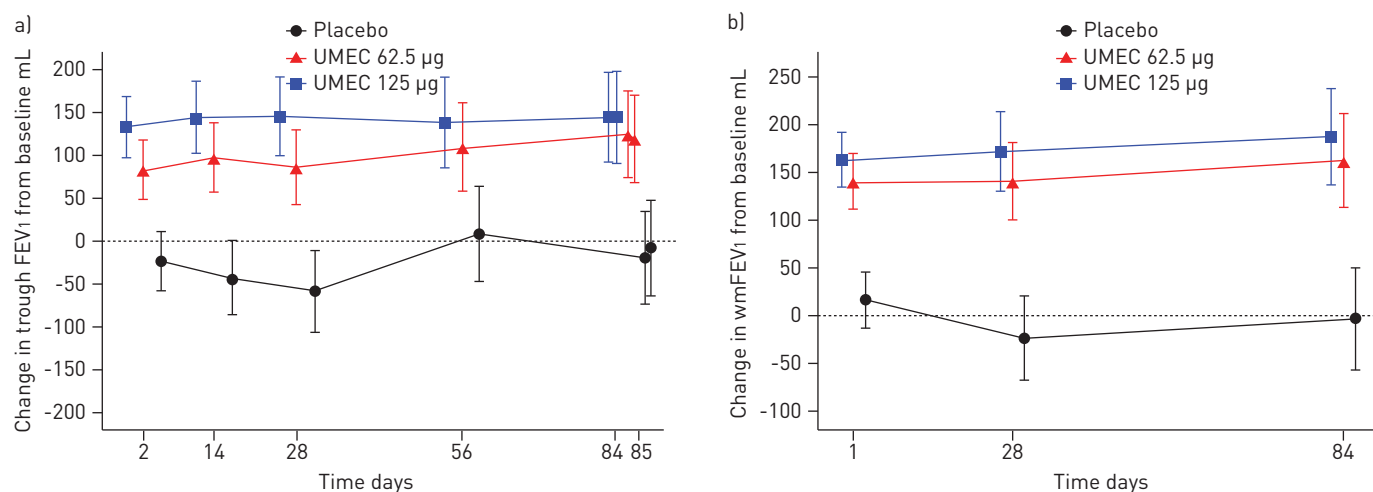 a)
Placebo
UMEC 62.5 µg
UMEC 125 µg
Change in trough FEV1 from baseline mL
200
150
100
50
0
-50
-100
-150
-200
2 14 28 56 84 85
Time days
b)
Placebo
UMEC 62.5 µg
UMEC 125 µg
Change in wmFEV1 from baseline mL
250
200
150
100
50
0
-50
-100
1 28 84
Time days